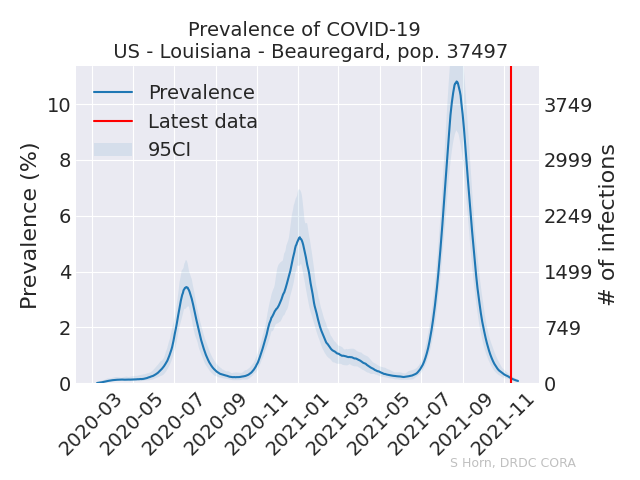 Prevalence of COVID-19
US - Louisiana - Beauregard, pop. 37497
Prevalence
Latest data
95CI
Prevalence (%)
10
8
6
4
2
0
3749
2999
2249
1499
749
0
# of infections
2020-03
2020-05
2020-07
2020-09
2020-11
2021-01
2021-03
2021-05
2021-07
2021-09
2021-11
S Horn, DRDC CORA